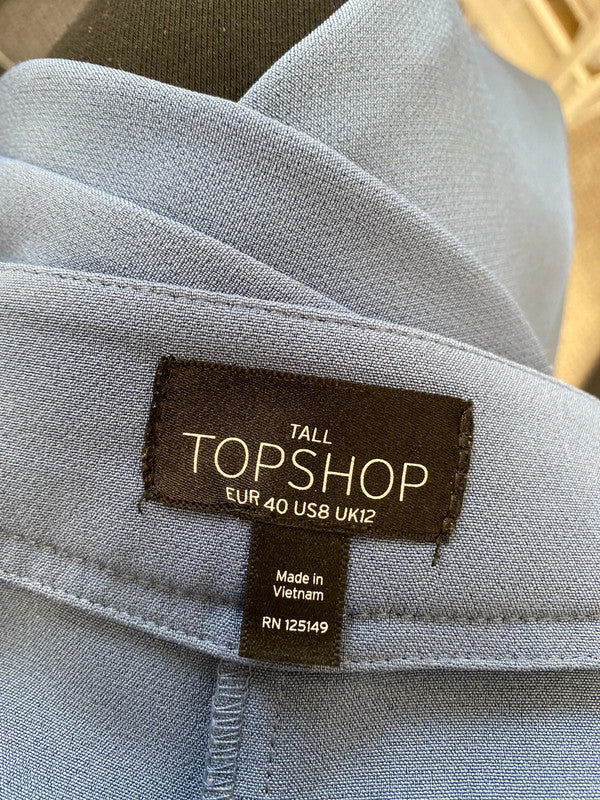 TALL
TOPSHOP
EUR 40 US8 UK12
Made in
Vietnam
RN 125149